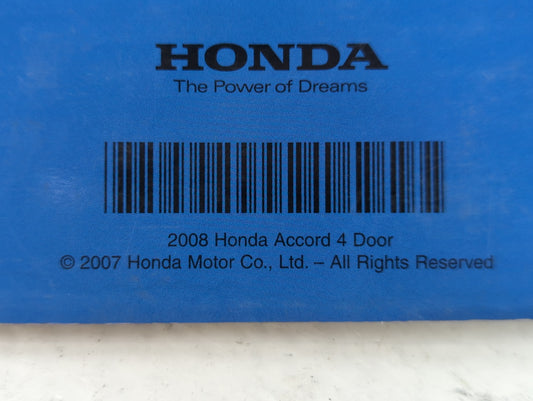 HONDA
The Power of Dreams
2008 Honda Accord 4 Door
© 2007 Honda Motor Co., Ltd. – All Rights Reserved